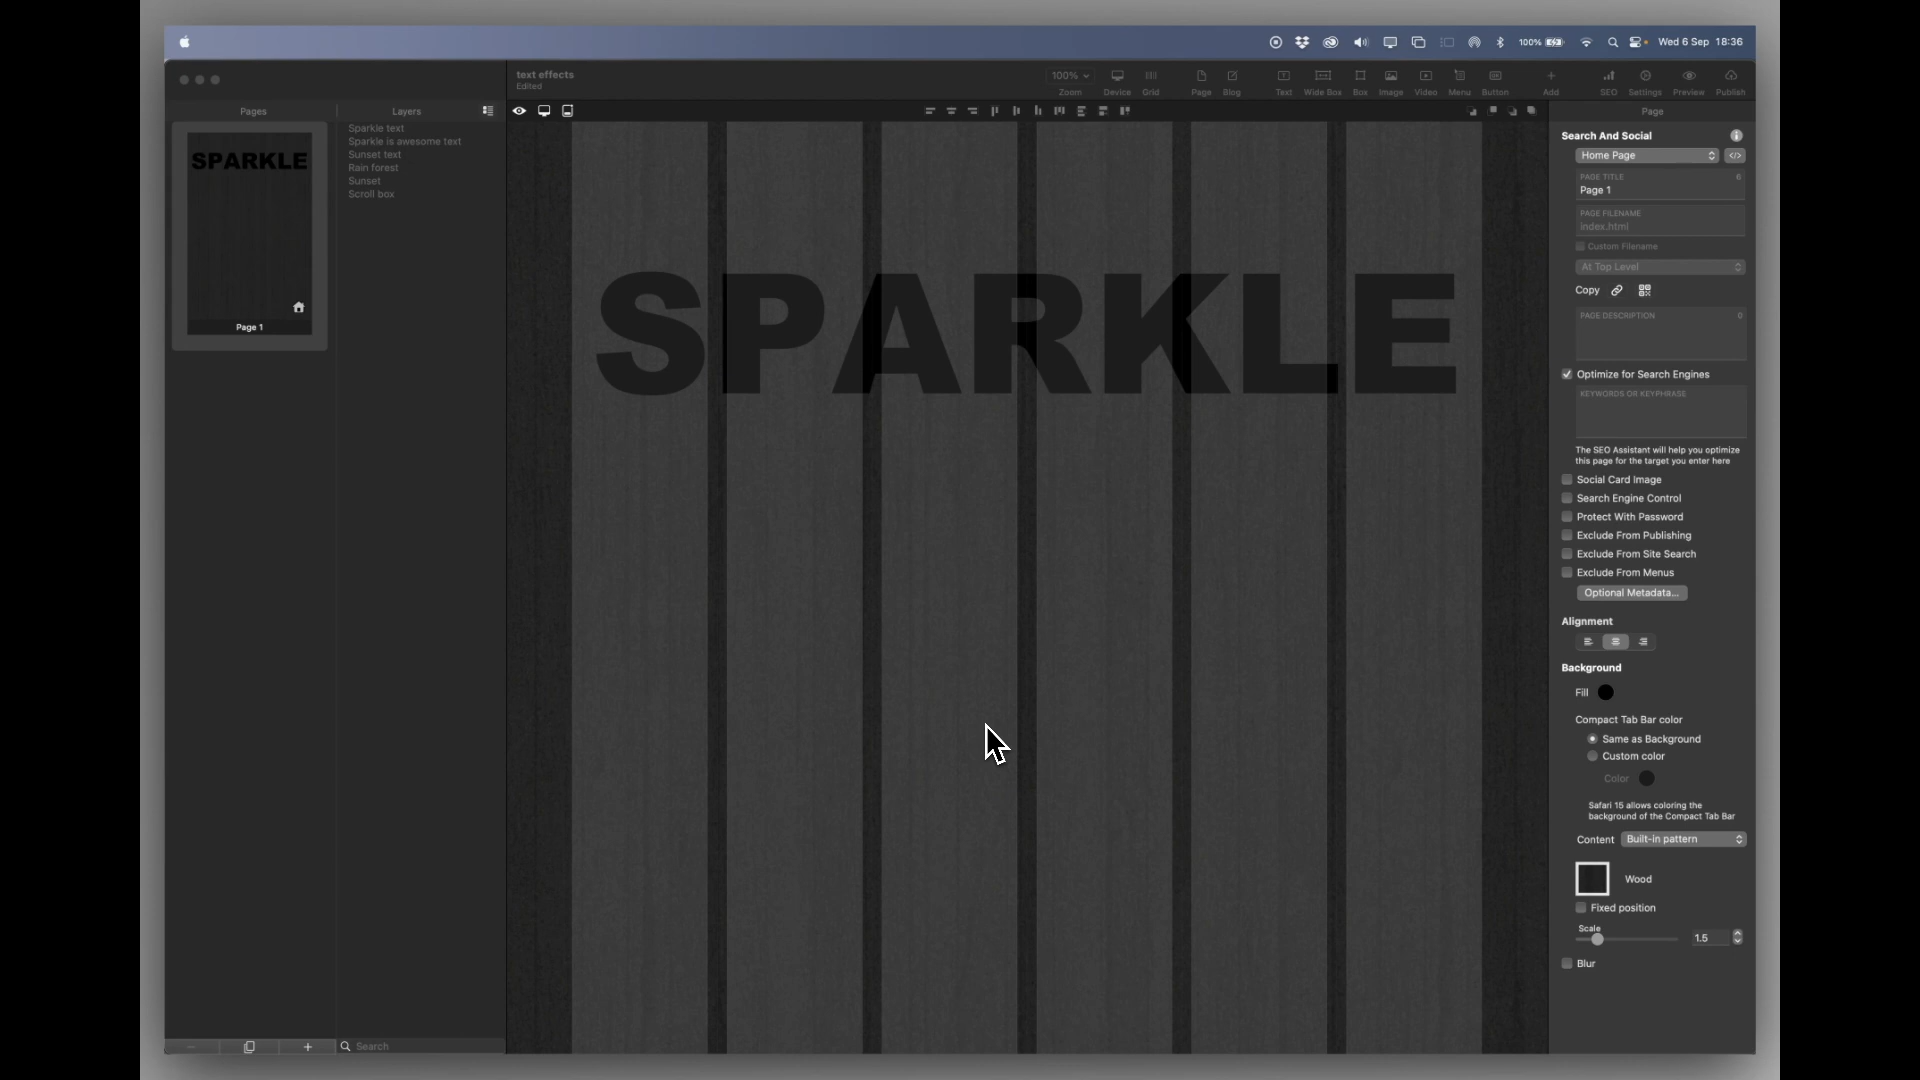 100%
Wed 6 Sep 18:36
text effects
Edited
100%
Zoom
Device
Grid
Page
Blog
Text
Wide Box
Box
Image
Video
Menu
Button
Add
SEO
Settings
Preview
Publish
Pages
Layers
Page
SPARKLE
Page 1
Sparkle text
Sparkle is awesome text
Sunset text
Rain forest
Sunset
Scroll box
SPARKLE
Search And Social
Home Page
</>
PAGE TITLE 6
Page 1
PAGE FILENAME
index.html
Custom Filename
At Top Level
Copy
PAGE DESCRIPTION 0
Optimize for Search Engines
KEYWORDS OR KEYPHRASE
The SEO Assistant will help you optimize
this page for the target you enter here
Social Card Image
Search Engine Control
Protect With Password
Exclude From Publishing
Exclude From Site Search
Exclude From Menus
Optional Metadata...
Alignment
Background
Fill
Compact Tab Bar color
Same as Background
Custom color
Color
Safari 15 allows coloring the
background of the Compact Tab Bar
Content Built-in pattern
Wood
Fixed position
Scale
1.5
Blur
Search